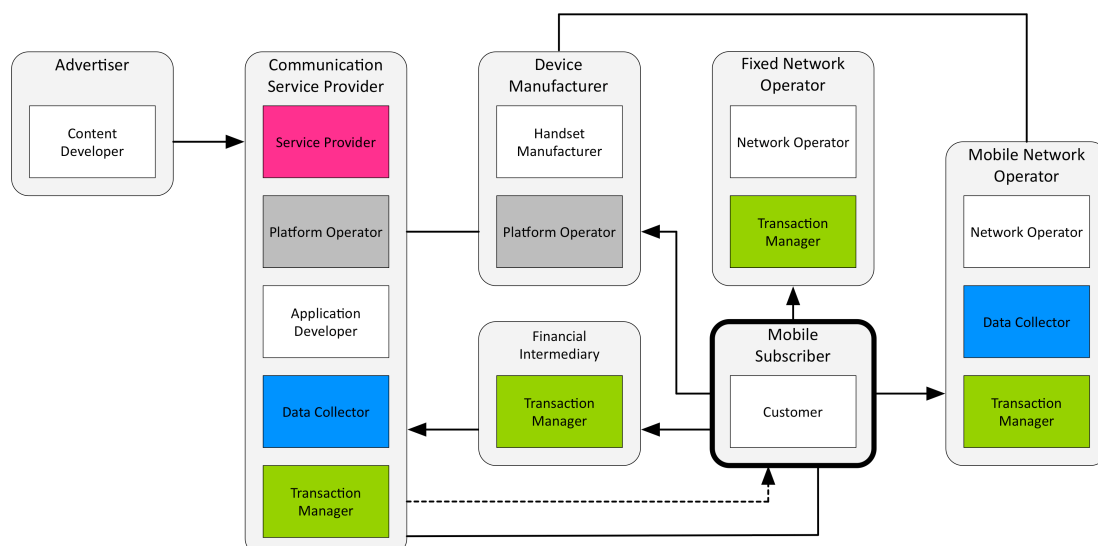 Advertiser
Content
Developer
Communication
Service Provider
Service Provider
Platform Operator
Application
Developer
Data Collector
Transaction
Manager
Device
Manufacturer
Handset
Manufacturer
Platform Operator
Financial
Intermediary
Transaction
Manager
Fixed Network
Operator
Network Operator
Transaction
Manager
Mobile
Subscriber
Customer
Mobile Network
Operator
Network Operator
Data Collector
Transaction
Manager